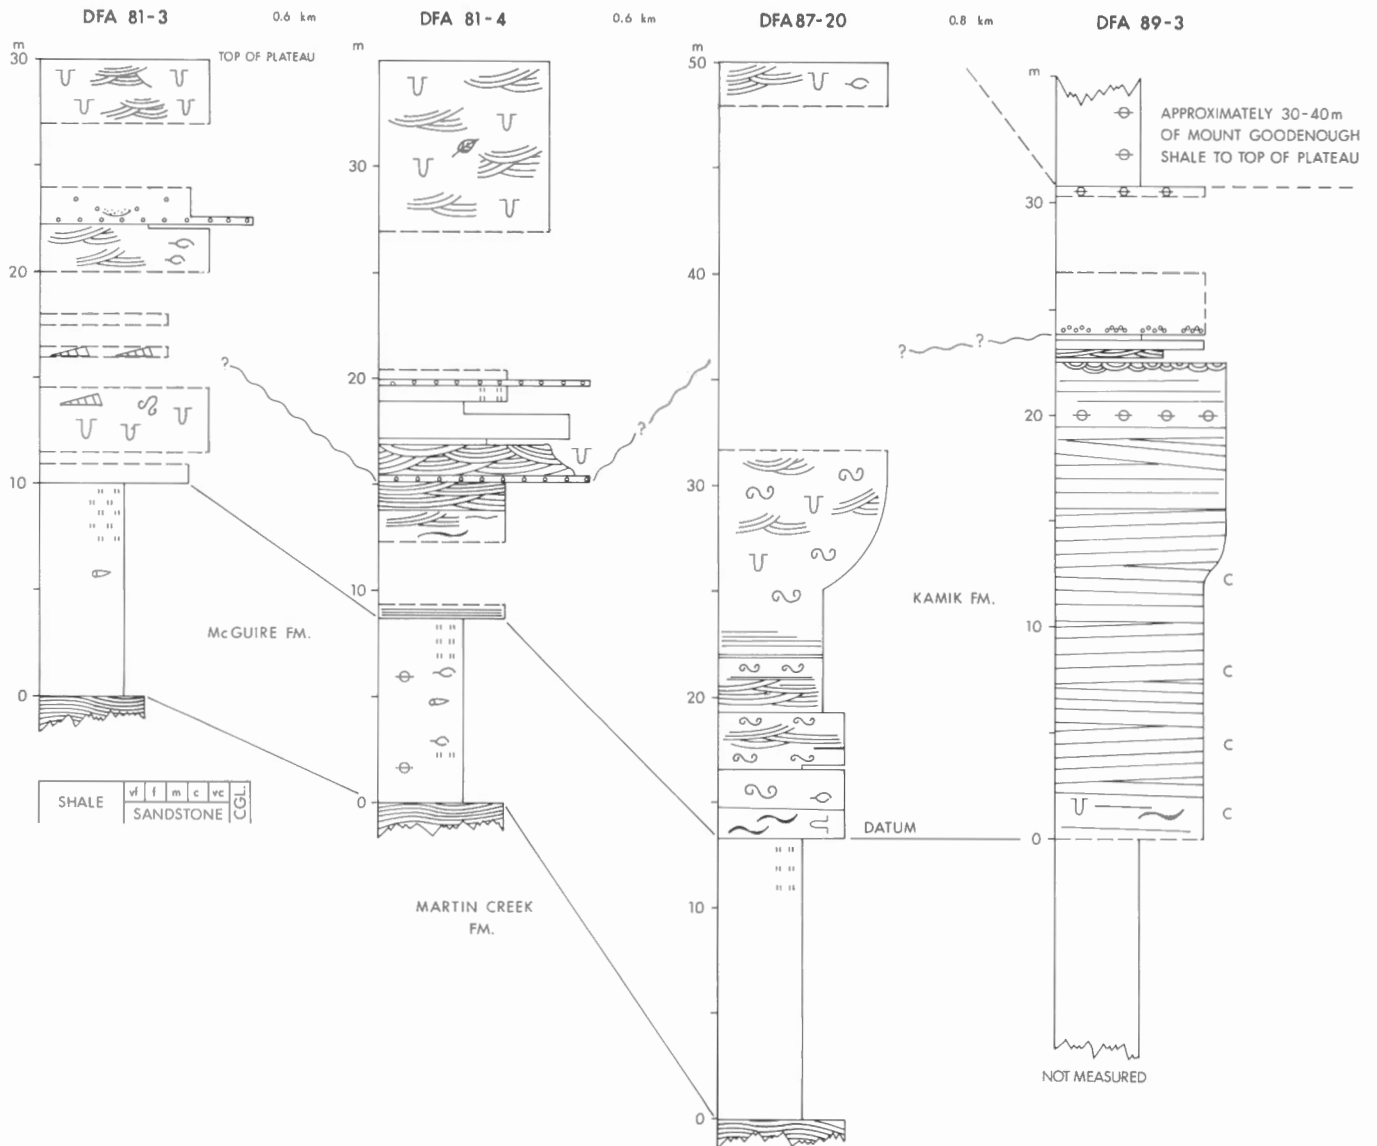 DFA 81-3 0.6 km DFA 81-4 0.6 km DFA87-20 0.8 km DFA 89-3
m
30
20
10
0
TOP OF PLATEAU
McGUIRE FM.
SHALE vf f m c vc CGL.
SANDSTONE
m
30
20
10
0
?
MARTIN CREEK
FM.
m
50
40
30
20
10
0
?
DATUM
KAMIK FM.
? ?
m
30
20
10
0
APPROXIMATELY 30-40m
OF MOUNT GOODENOUGH
SHALE TO TOP OF PLATEAU
C
C
C
C
NOT MEASURED